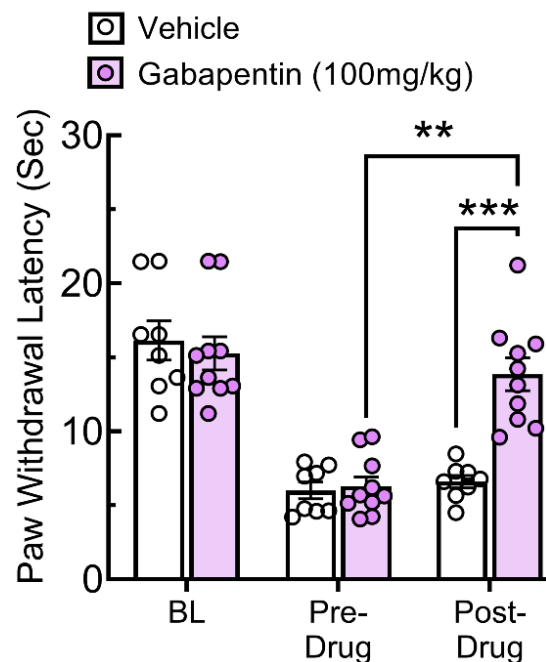 Vehicle
Gabapentin (100mg/kg)
Paw Withdrawal Latency (Sec)
30
**
***
20
10
0
BL
Pre-
Drug
Post-
Drug